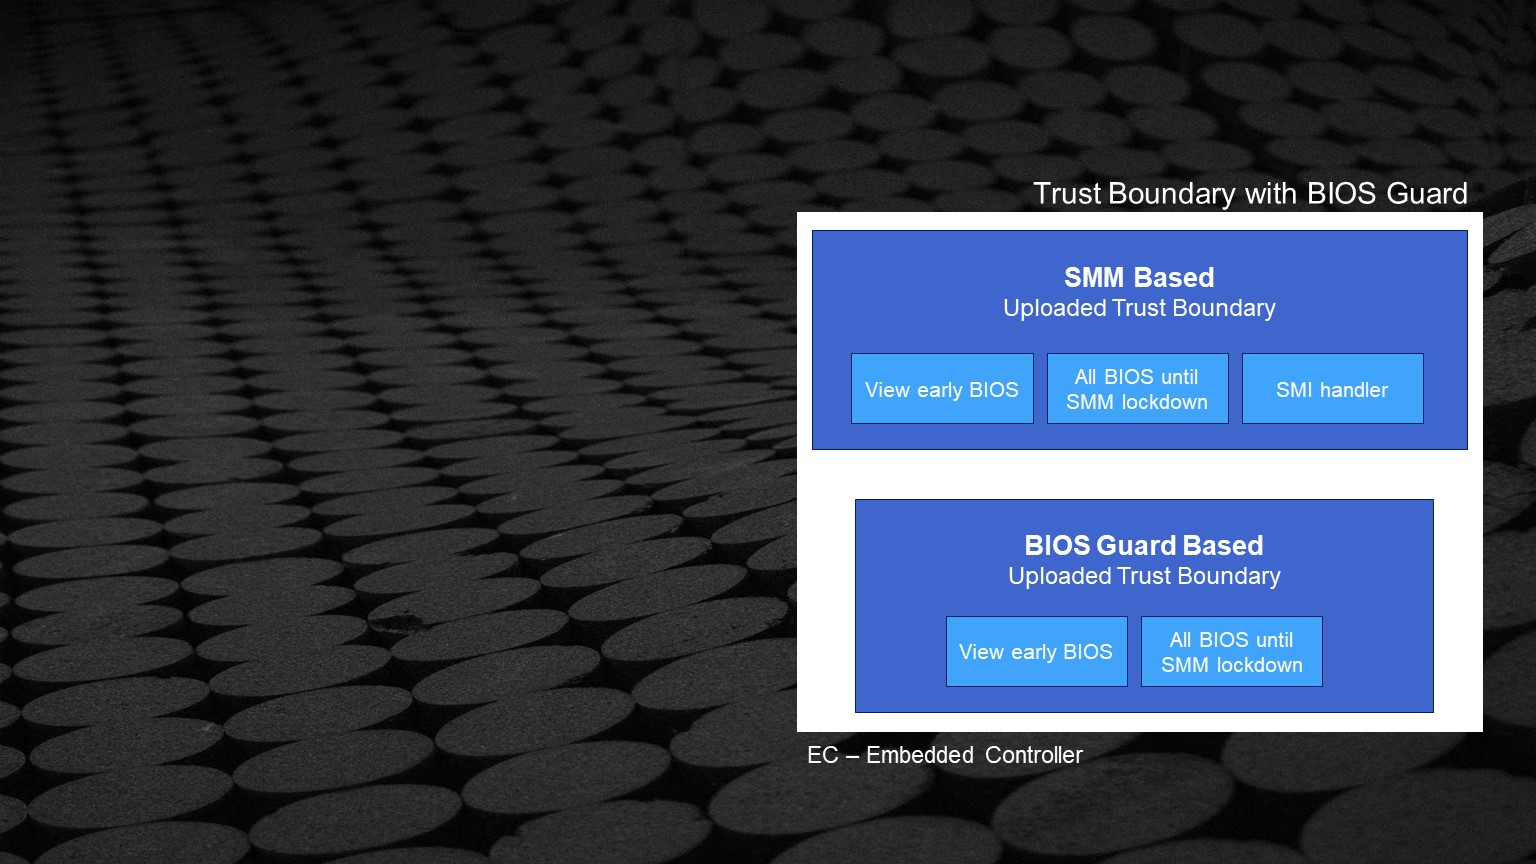 Trust Boundary with BIOS Guard
SMM Based
Uploaded Trust Boundary
View early BIOS
All BIOS until
SMM lockdown
SMI handler
BIOS Guard Based
Uploaded Trust Boundary
View early BIOS
All BIOS until
SMM lockdown
EC – Embedded Controller